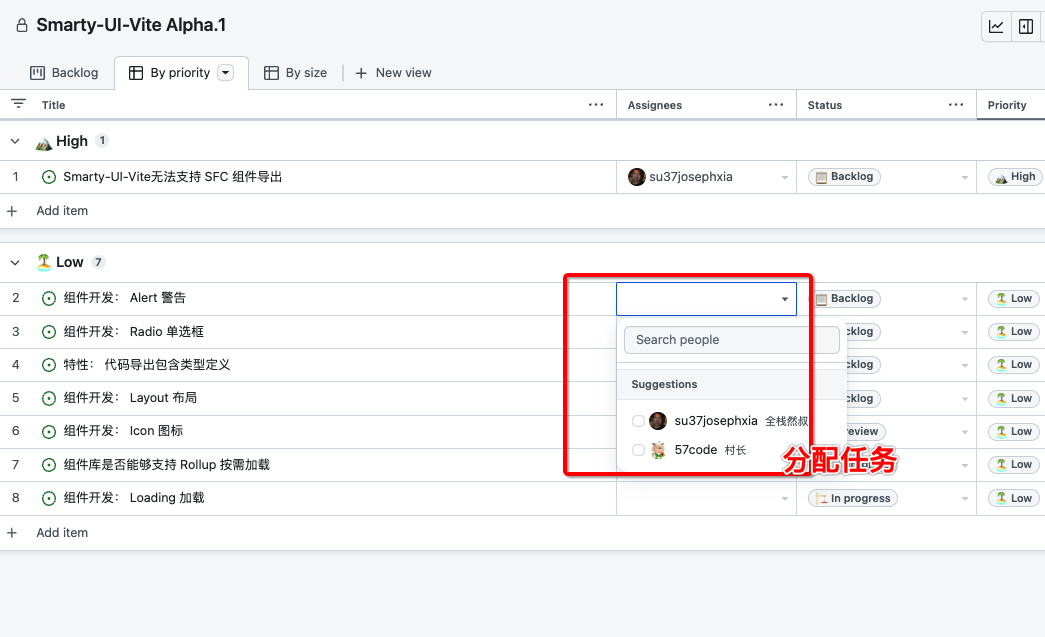 Smarty-UI-Vite Alpha.1
Backlog By priority By size New view
Title Assignees Status Priority
High 1
1 Smarty-UI-Vite无法支持 SFC 组件导出 su37josephxia Backlog High
Add item
Low 7
2 组件开发： Alert 警告 Backlog Low
3 组件开发： Radio 单选框 cklog Low
Search people
4 特性： 代码导出包含类型定义 cklog Low
Suggestions
5 组件开发： Layout 布局 cklog Low
su37josephxia 全栈然叔
6 组件开发： Icon 图标 review Low
57code 村长
分配任务
7 组件库是否能够支持 Rollup 按需加载 Low
8 组件开发： Loading 加载 In progress Low
Add item